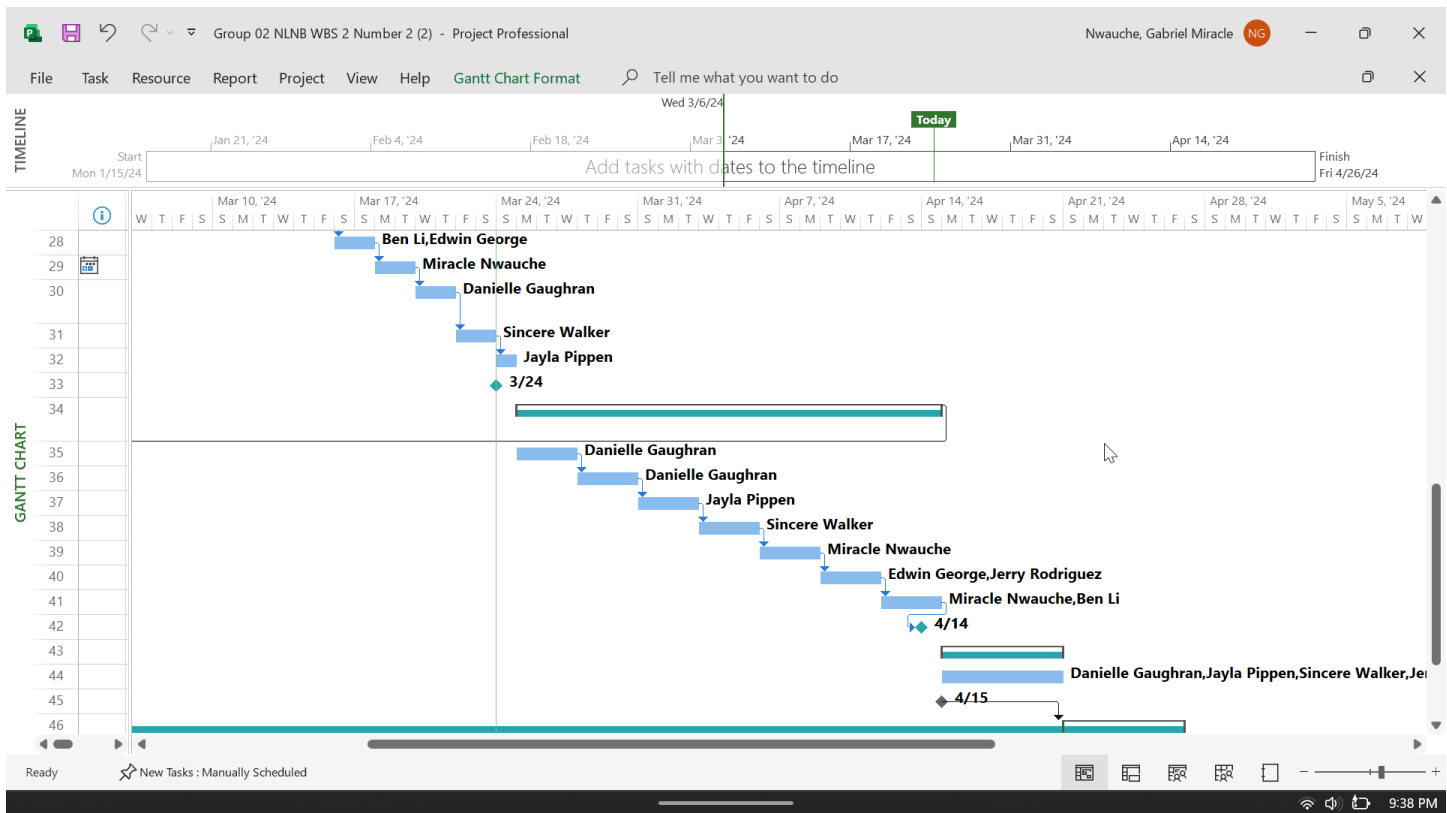 Group 02 NLNB WBS 2 Number 2 (2) - Project Professional
Nwauche, Gabriel Miracle NG
File Task Resource Report Project View Help Gantt Chart Format Tell me what you want to do
TIMELINE
Wed 3/6/24
Today
Jan 21, '24 Feb 4, '24 Feb 18, '24 Mar 3 '24 Mar 17, '24 Mar 31, '24 Apr 14, '24
Start
Mon 1/15/24
Add tasks with dates to the timeline
Finish
Fri 4/26/24
Mar 10, '24 Mar 17, '24 Mar 24, '24 Mar 31, '24 Apr 7, '24 Apr 14, '24 Apr 21, '24 Apr 28, '24 May 5, '24
W T F S S M T W T F S S M T W T F S S M T W T F S S M T W T F S S M T W T F S S M T W T F S S M T W T F S S M T W T F S S M T W
GANTT CHART
28 Ben Li,Edwin George
29 Miracle Nwauche
30 Danielle Gaughran
31 Sincere Walker
32 Jayla Pippen
33 3/24
34
35 Danielle Gaughran
36 Danielle Gaughran
37 Jayla Pippen
38 Sincere Walker
39 Miracle Nwauche
40 Edwin George,Jerry Rodriguez
41 Miracle Nwauche,Ben Li
42 4/14
43
44 Danielle Gaughran,Jayla Pippen,Sincere Walker,Je
45 4/15
46
Ready New Tasks : Manually Scheduled
9:38 PM